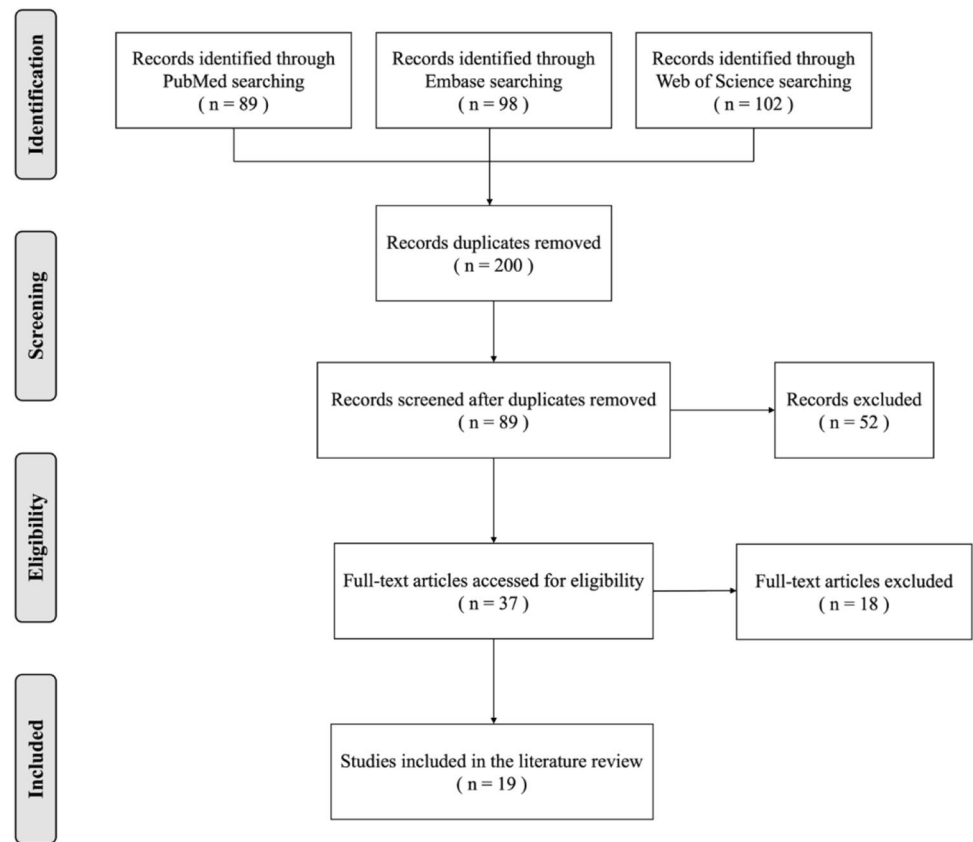 Identification
Records identified through
PubMed searching
( n = 89 )
Records identified through
Embase searching
( n = 98 )
Records identified through
Web of Science searching
( n = 102 )
Screening
Records duplicates removed
( n = 200 )
Records screened after duplicates removed
( n = 89 )
Records excluded
( n = 52 )
Eligibility
Full-text articles accessed for eligibility
( n = 37 )
Full-text articles excluded
( n = 18 )
Included
Studies included in the literature review
( n = 19 )